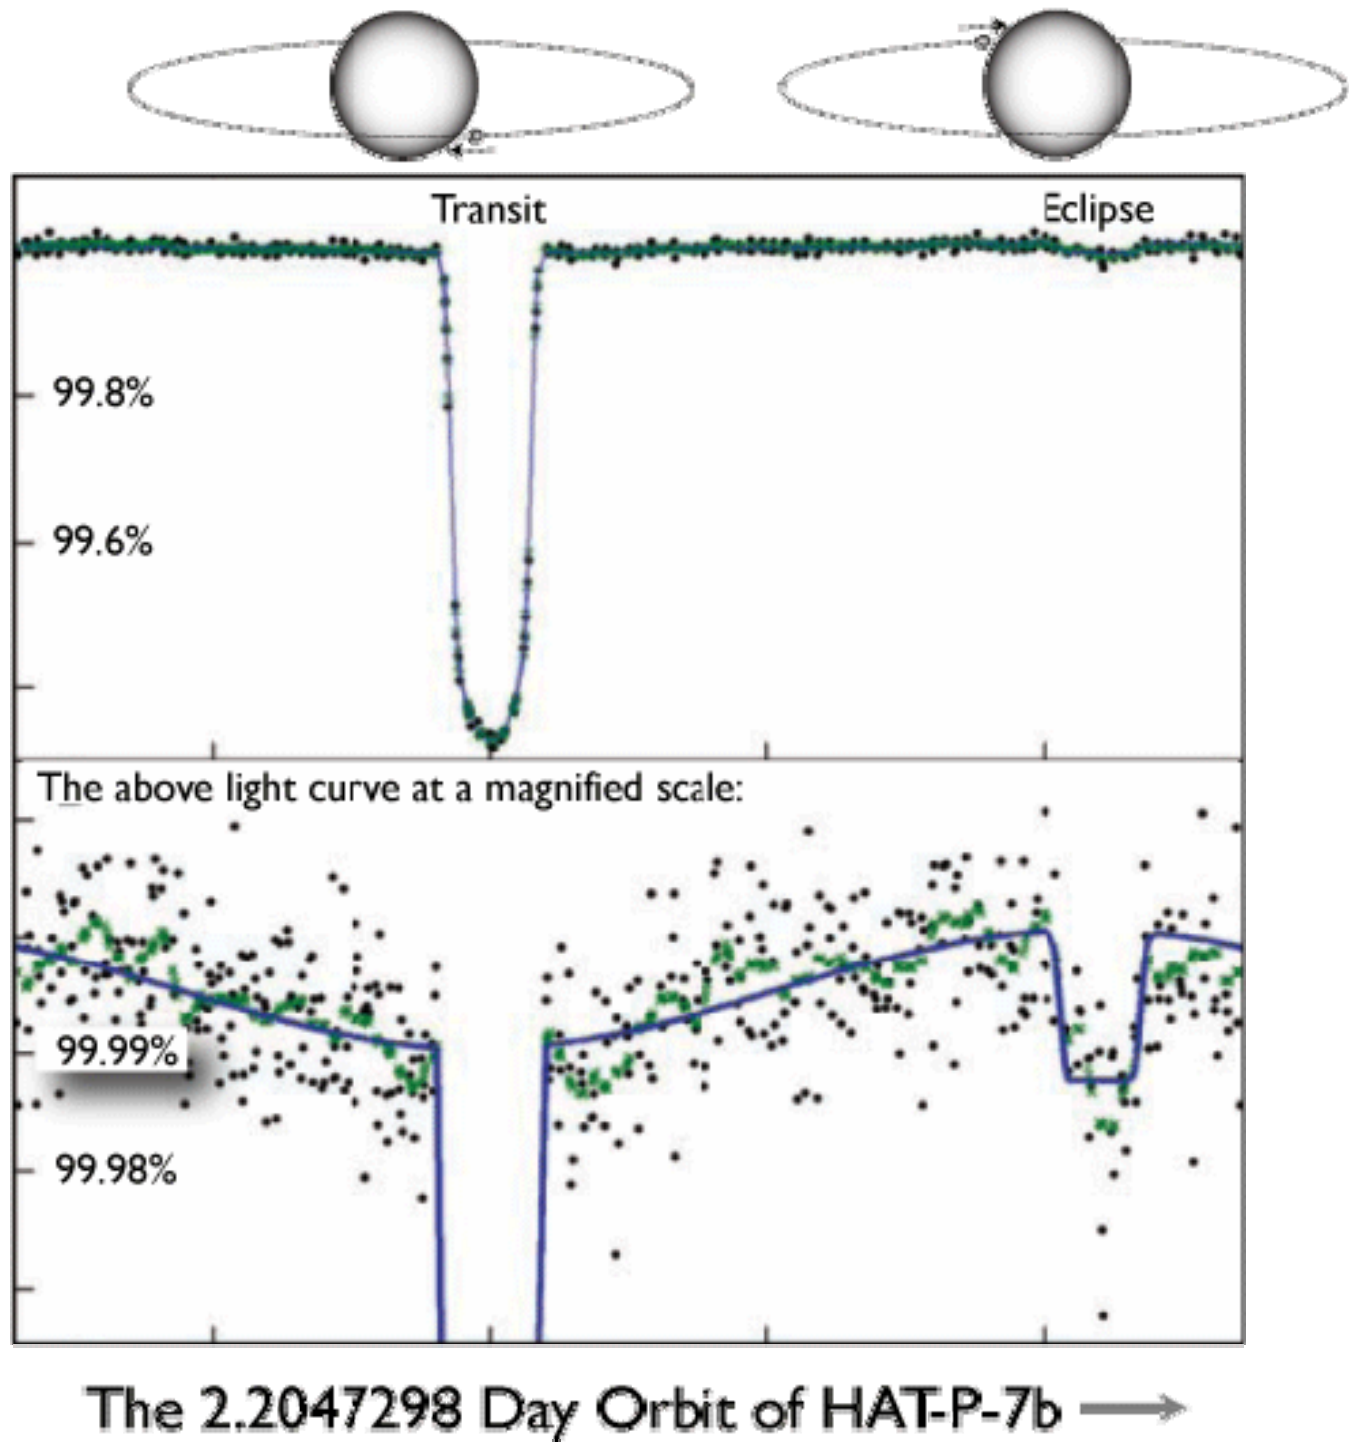 Transit
Eclipse
99.8%
99.6%
The above light curve at a magnified scale:
99.99%
99.98%
The 2.2047298 Day Orbit of HAT-P-7b